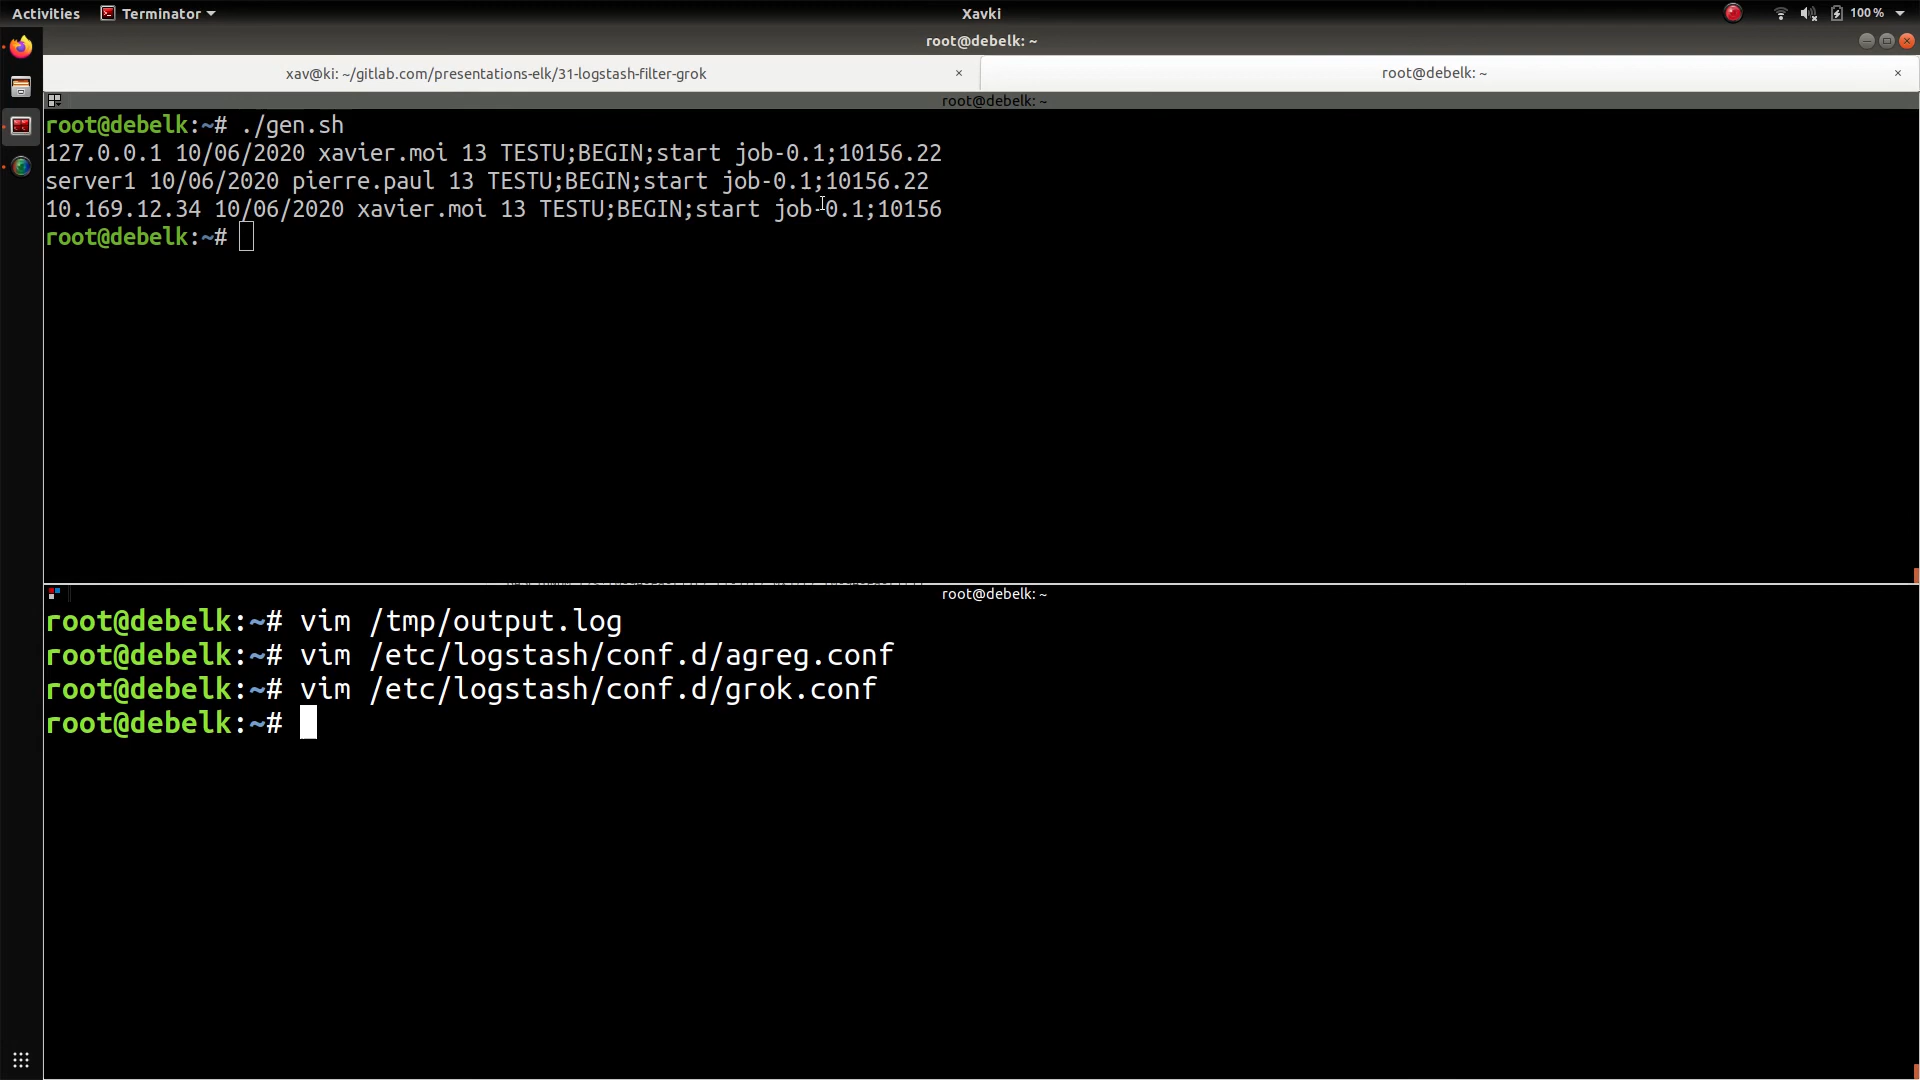 Activities Terminator Xavki 100 %
root@debelk: ~
xav@ki: ~/gitlab.com/presentations-elk/31-logstash-filter-grok × root@debelk: ~ ×
root@debelk: ~
root@debelk:~# ./gen.sh
127.0.0.1 10/06/2020 xavier.moi 13 TESTU;BEGIN;start job-0.1;10156.22
server1 10/06/2020 pierre.paul 13 TESTU;BEGIN;start job-0.1;10156.22
10.169.12.34 10/06/2020 xavier.moi 13 TESTU;BEGIN;start job-0.1;10156
root@debelk:~#
root@debelk: ~
root@debelk:~# vim /tmp/output.log
root@debelk:~# vim /etc/logstash/conf.d/agreg.conf
root@debelk:~# vim /etc/logstash/conf.d/grok.conf
root@debelk:~#